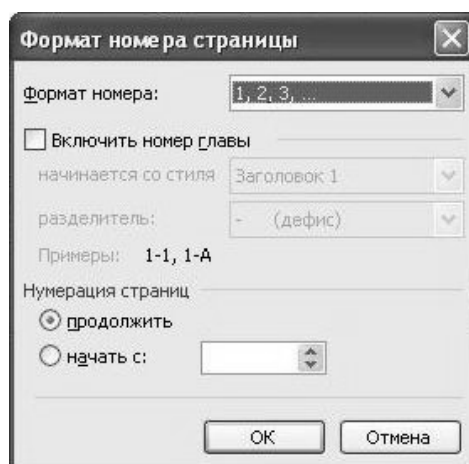 Формат номера страницы
Формат номера: 1, 2, 3, ...
Включить номер главы
начинается со стиля Заголовок 1
разделитель: - (дефис)
Примеры: 1-1, 1-A
Нумерация страниц
продолжить
начать с:
ОК Отмена